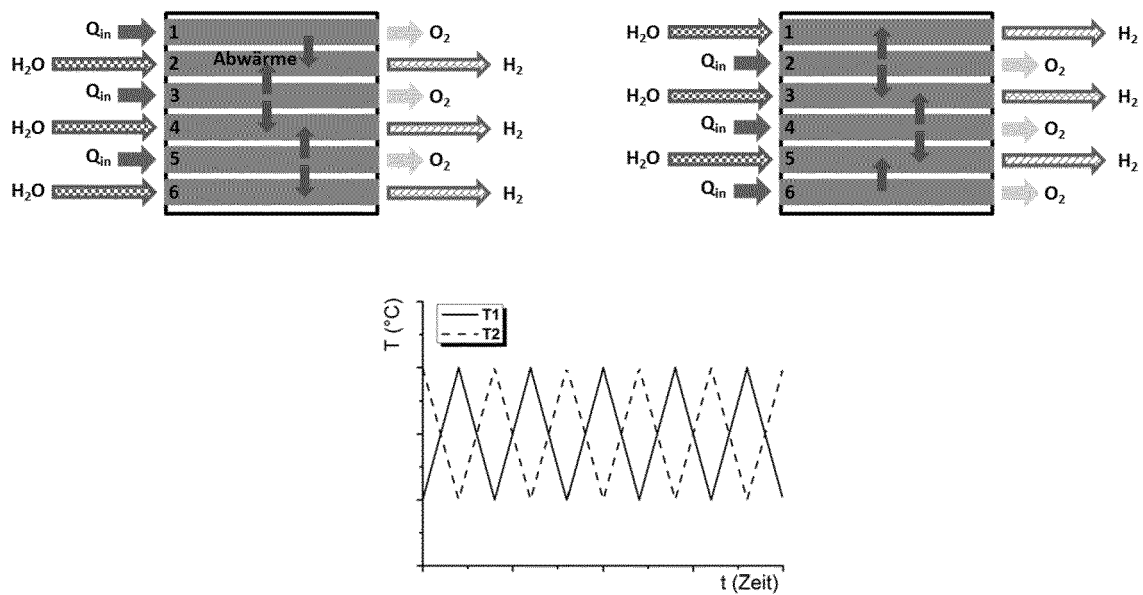 Q_in 1 O₂
H₂O 2 Abwärme H₂
Q_in 3 O₂
H₂O 4 H₂
Q_in 5 O₂
H₂O 6 H₂
H₂O 1 H₂
Q_in 2 O₂
H₂O 3 H₂
Q_in 4 O₂
H₂O 5 H₂
Q_in 6 O₂
T (°C)
T1
T2
t (Zeit)